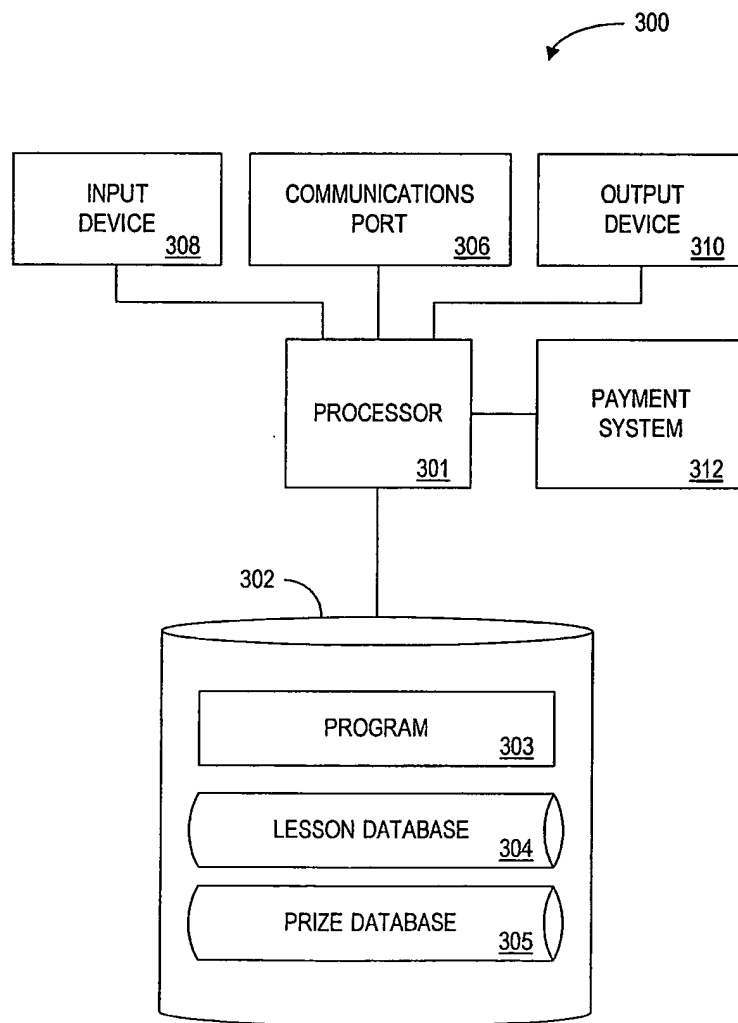 300
INPUT
DEVICE
308
COMMUNICATIONS
PORT
306
OUTPUT
DEVICE
310
PROCESSOR
301
PAYMENT
SYSTEM
312
302
PROGRAM
303
LESSON DATABASE
304
PRIZE DATABASE
305